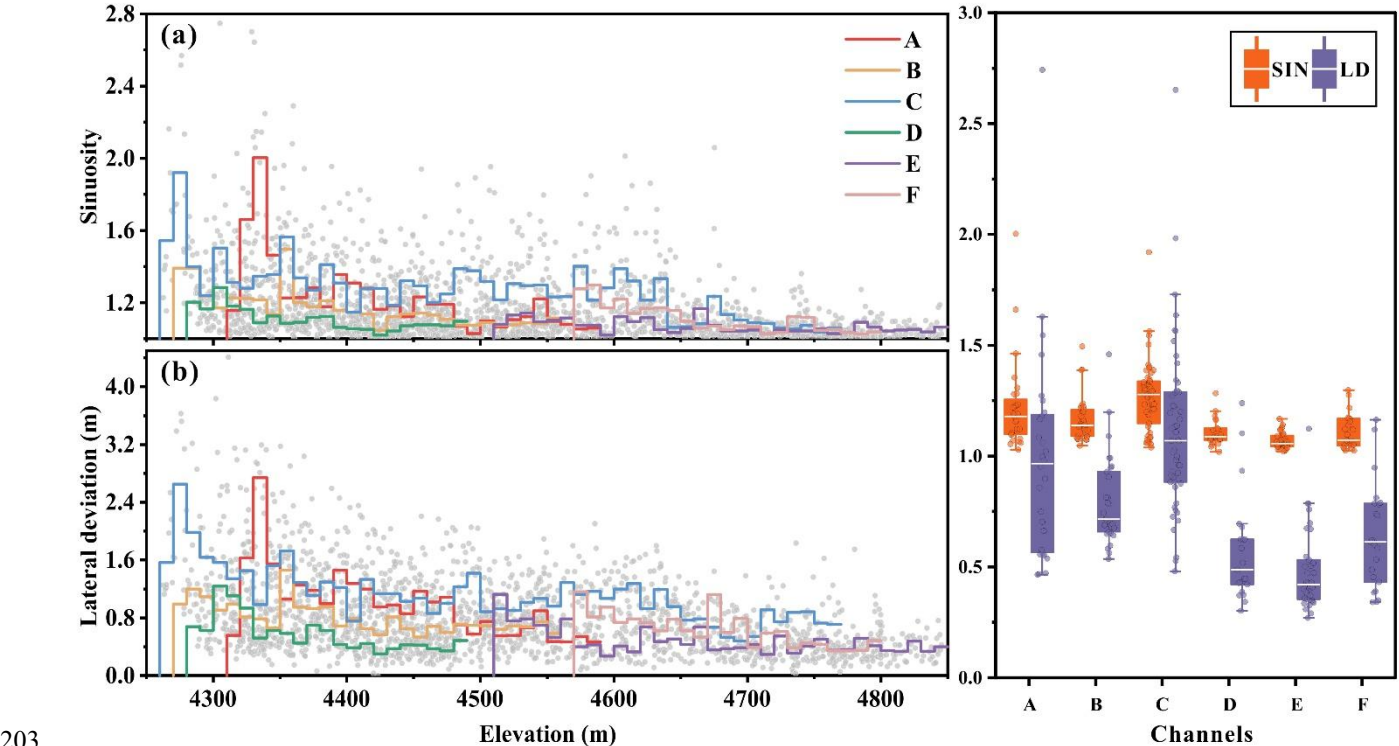 (a)
2.8
2.4
2.0
1.6
1.2
Sinuosity
A
B
C
D
E
F
(b)
4.0
3.2
2.4
1.6
0.8
0.0
Lateral deviation (m)
4300 4400 4500 4600 4700 4800
Elevation (m)
3.0
2.5
2.0
1.5
1.0
0.5
0.0
SIN LD
A B C D E F
Channels
203